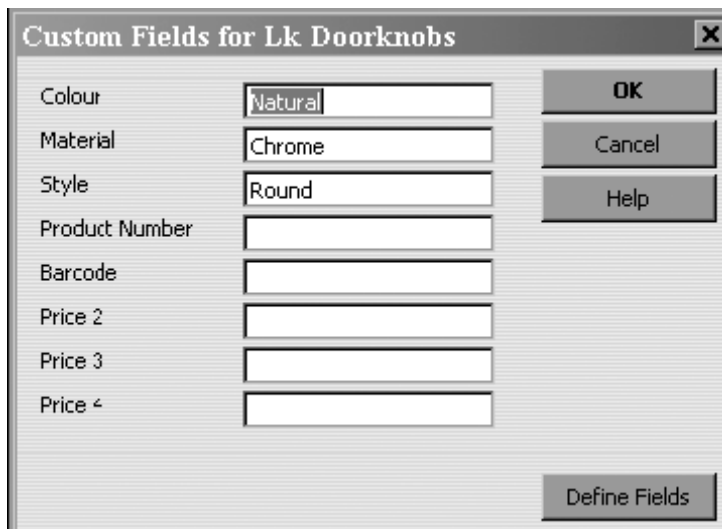 Custom Fields for Lk Doorknobs
Colour Natural OK
Material Chrome Cancel
Style Round Help
Product Number
Barcode
Price 2
Price 3
Price 4
Define Fields